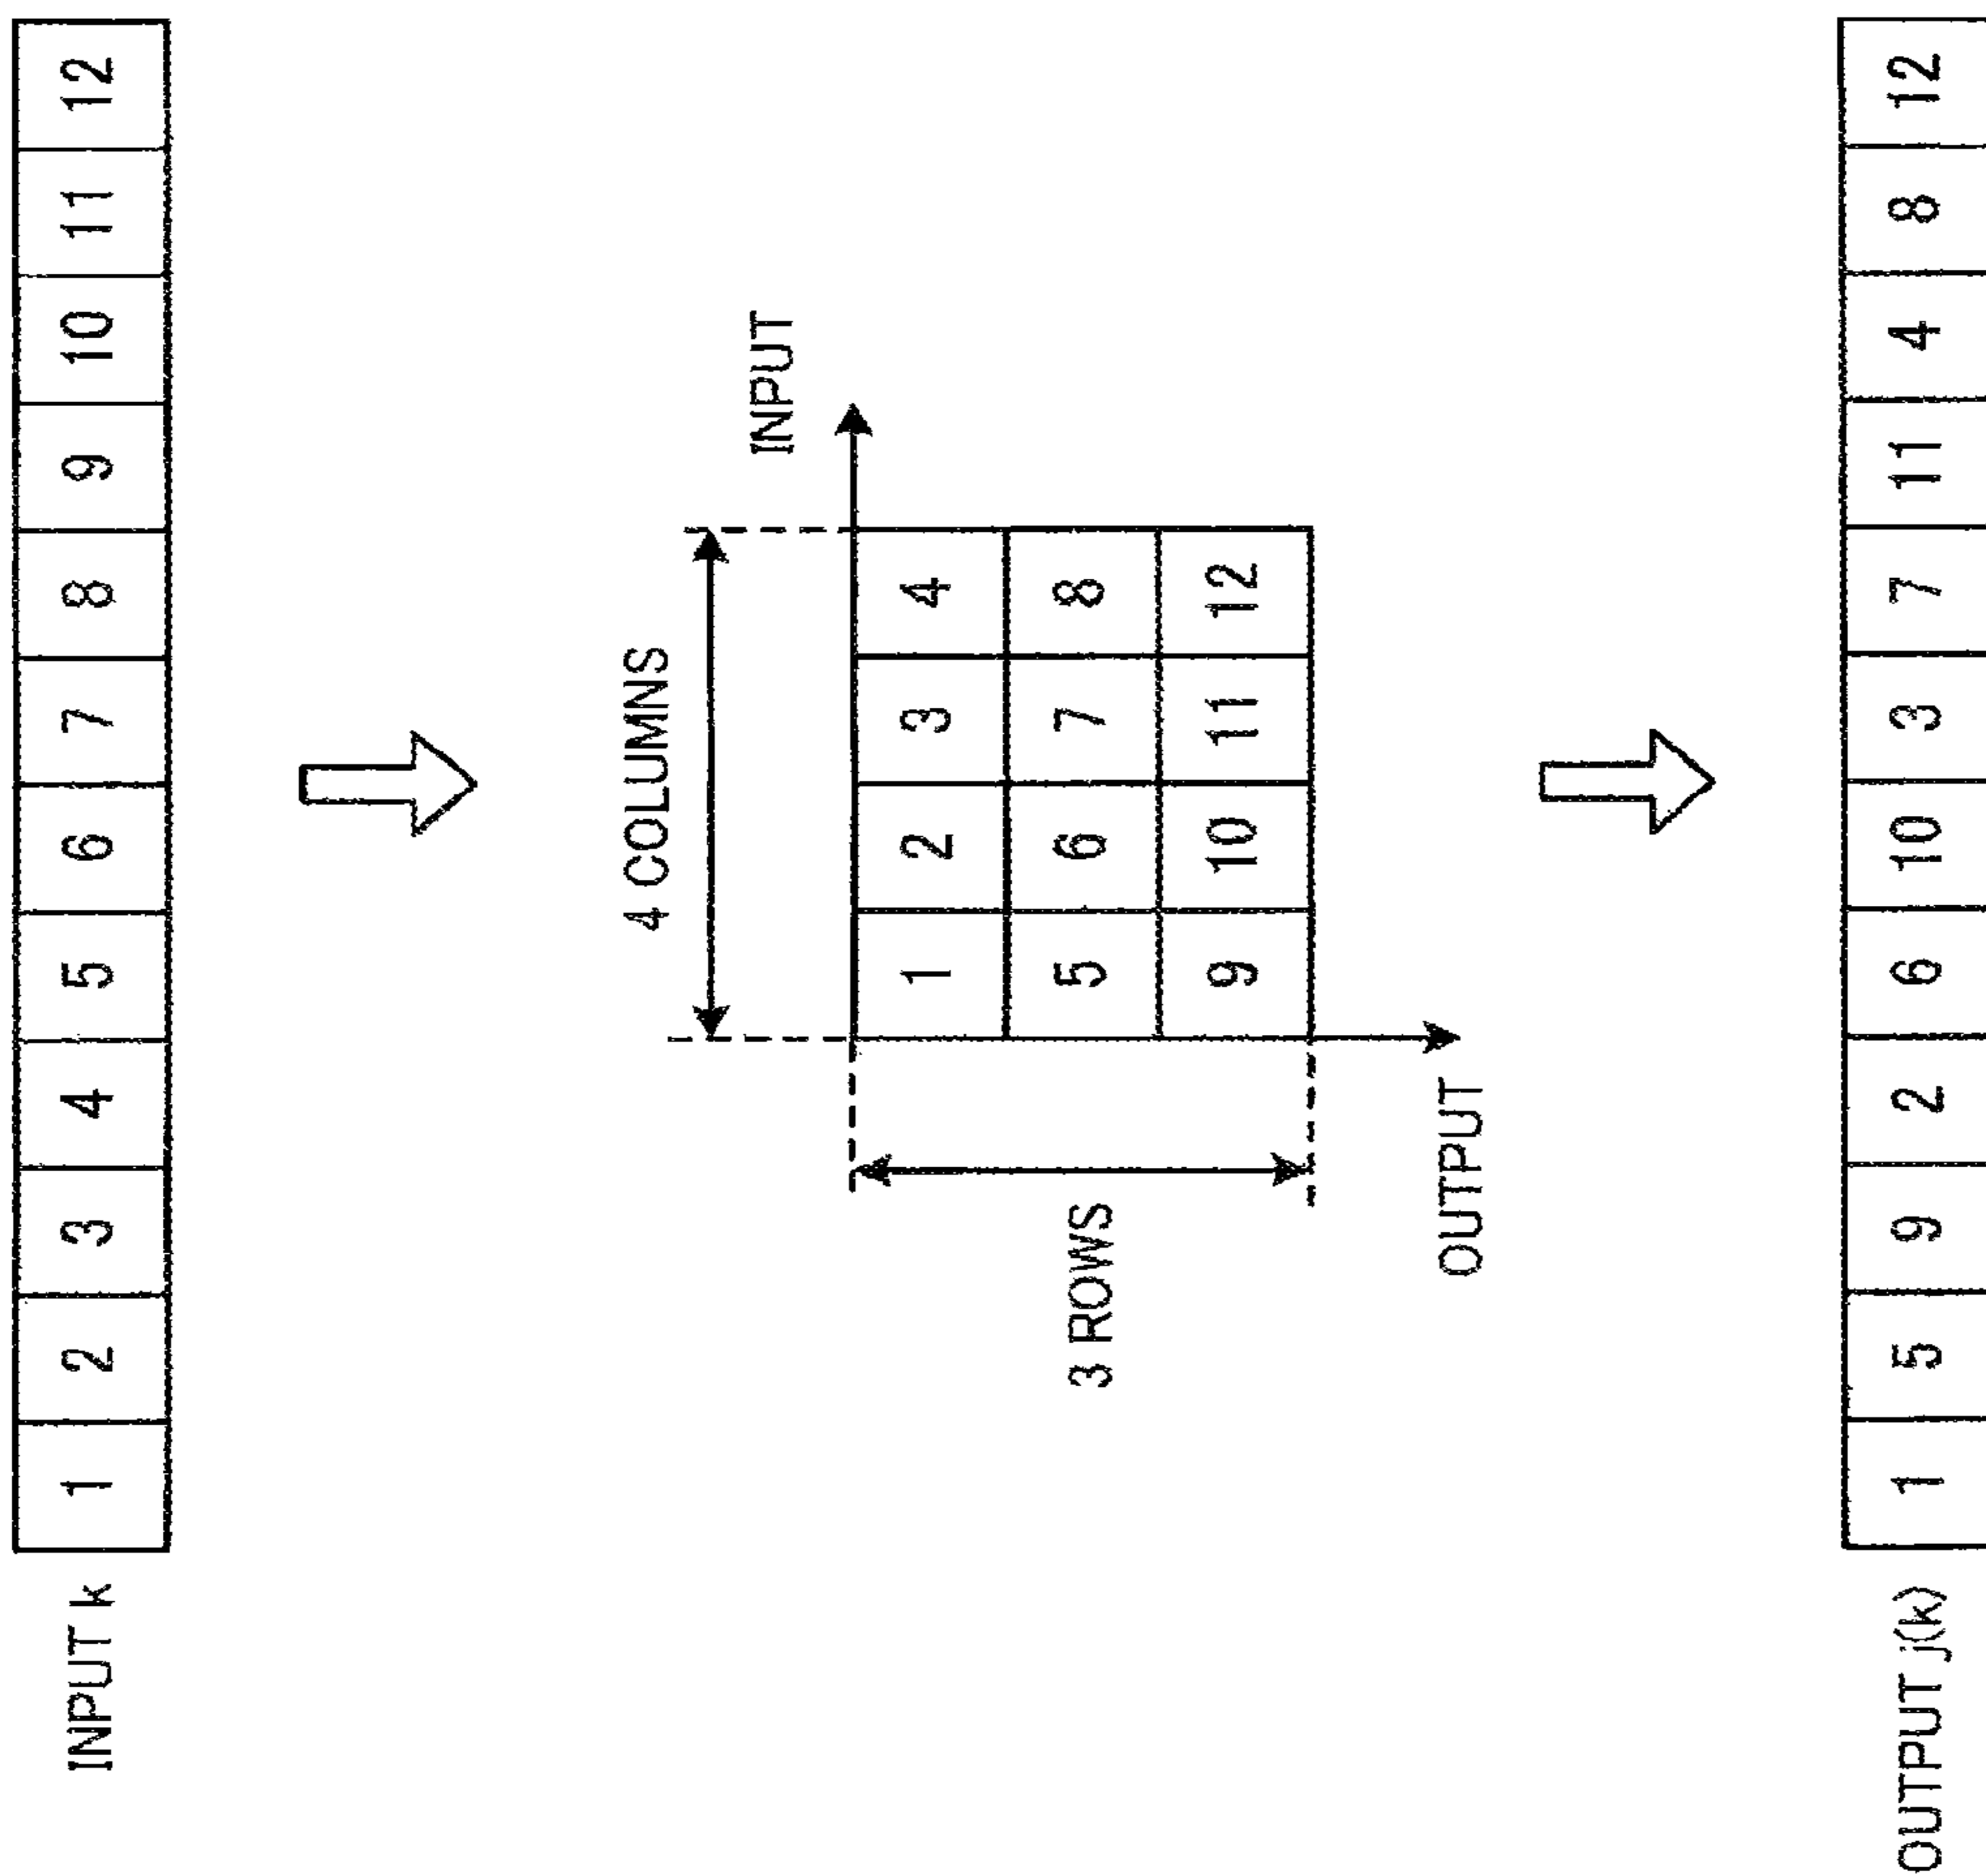 INPUT k 1 2 3 4 5 6 7 8 9 10 11 12
4 COLUMNS
INPUT
3 ROWS
1 2 3 4
5 6 7 8
9 10 11 12
OUTPUT
OUTPUT j(k) 1 5 9 2 6 10 3 7 11 4 8 12